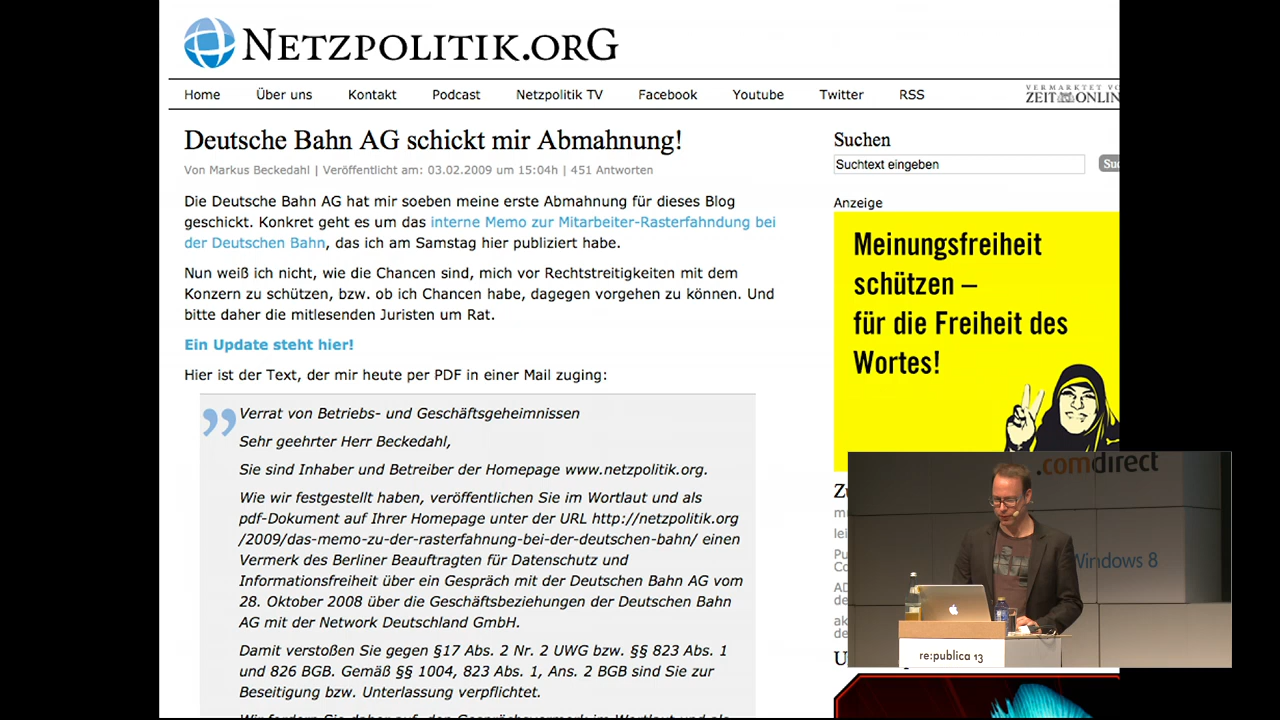 NETZPOLITIK.ORG
Home Über uns Kontakt Podcast Netzpolitik TV Facebook Youtube Twitter RSS
VERMARKTET
ZEIT ONLIN
Deutsche Bahn AG schickt mir Abmahnung!
Von Markus Beckedahl | Veröffentlicht am: 03.02.2009 um 15:04h | 451 Antworten
Die Deutsche Bahn AG hat mir soeben meine erste Abmahnung für dieses Blog
geschickt. Konkret geht es um das interne Memo zur Mitarbeiter-Rasterfahndung bei
der Deutschen Bahn, das ich am Samstag hier publiziert habe.
Nun weiß ich nicht, wie die Chancen sind, mich vor Rechtstreitigkeiten mit dem
Konzern zu schützen, bzw. ob ich Chancen habe, dagegen vorgehen zu können. Und
bitte daher die mitlesenden Juristen um Rat.
Ein Update steht hier!
Hier ist der Text, der mir heute per PDF in einer Mail zuging:
Verrat von Betriebs- und Geschäftsgeheimnissen
Sehr geehrter Herr Beckedahl,
Sie sind Inhaber und Betreiber der Homepage www.netzpolitik.org.
Wie wir festgestellt haben, veröffentlichen Sie im Wortlaut und als
pdf-Dokument auf Ihrer Homepage unter der URL http://netzpolitik.org
/2009/das-memo-zu-der-rasterfahnung-bei-der-deutschen-bahn/ einen
Vermerk des Berliner Beauftragten für Datenschutz und
Informationsfreiheit über ein Gespräch mit der Deutschen Bahn AG vom
28. Oktober 2008 über die Geschäftsbeziehungen der Deutschen Bahn
AG mit der Network Deutschland GmbH.
Damit verstoßen Sie gegen §17 Abs. 2 Nr. 2 UWG bzw. §§ 823 Abs. 1
und 826 BGB. Gemäß §§ 1004, 823 Abs. 1, Ans. 2 BGB sind Sie zur
Beseitigung bzw. Unterlassung verpflichtet.
Suchen
Suchtext eingeben
Suc
Anzeige
Meinungsfreiheit
schützen –
für die Freiheit des
Wortes!
.comdirect
Windows 8
re:publica 13